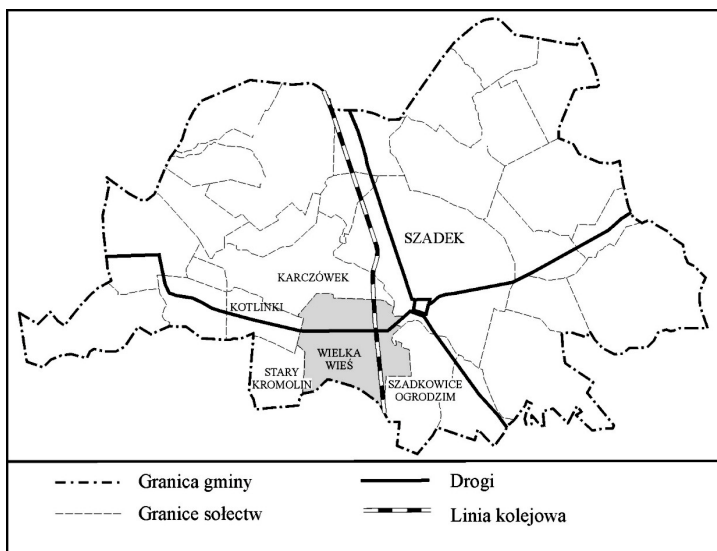 SZADEK
KARCZÓWEK
KOTLINKI
WIELKA
WIEŚ
STARY
KROMOLIN
SZADKOWICE
OGRODZIM
Granica gminy
Drogi
Granice sołectw
Linia kolejowa